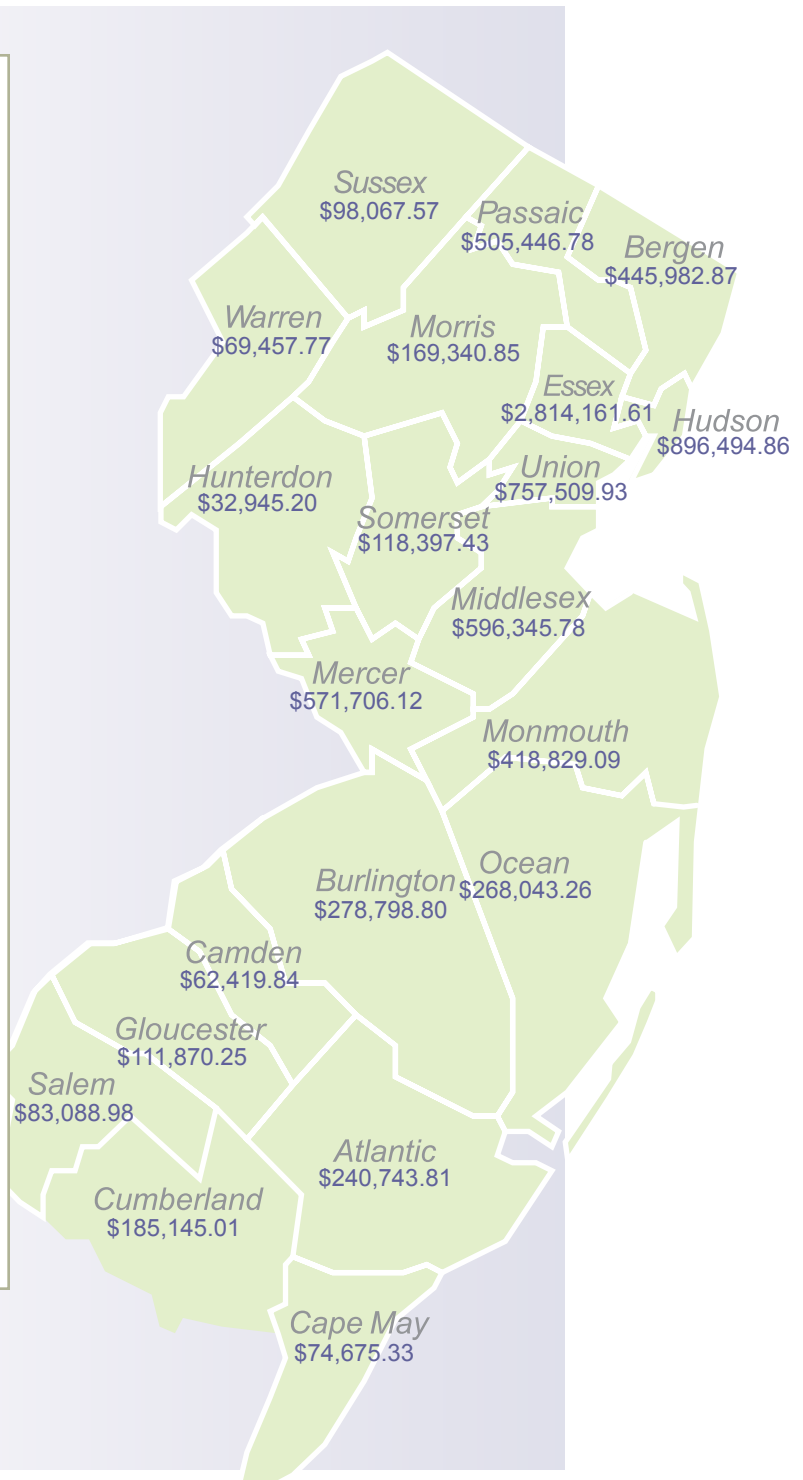 Sussex
$98,067.57
Passaic
$505,446.78
Bergen
$445,982.87
Warren
$69,457.77
Morris
$169,340.85
Essex
$2,814,161.61
Hudson
$896,494.86
Union
$757,509.93
Hunterdon
$32,945.20
Somerset
$118,397.43
Middlesex
$596,345.78
Mercer
$571,706.12
Monmouth
$418,829.09
Ocean
$268,043.26
Burlington
$278,798.80
Camden
$62,419.84
Gloucester
$111,870.25
Salem
$83,088.98
Atlantic
$240,743.81
Cumberland
$185,145.01
Cape May
$74,675.33